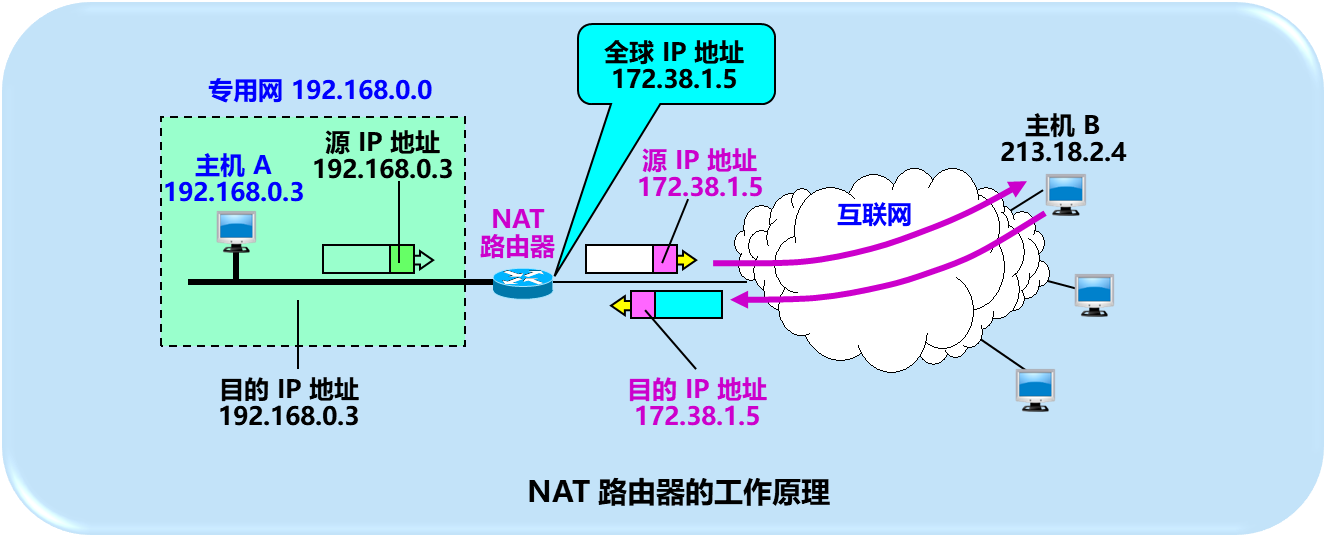 全球 IP 地址
172.38.1.5
专用网 192.168.0.0
源 IP 地址
192.168.0.3
主机 A
192.168.0.3
NAT
路由器
源 IP 地址
172.38.1.5
互联网
主机 B
213.18.2.4
目的 IP 地址
192.168.0.3
目的 IP 地址
172.38.1.5
NAT 路由器的工作原理